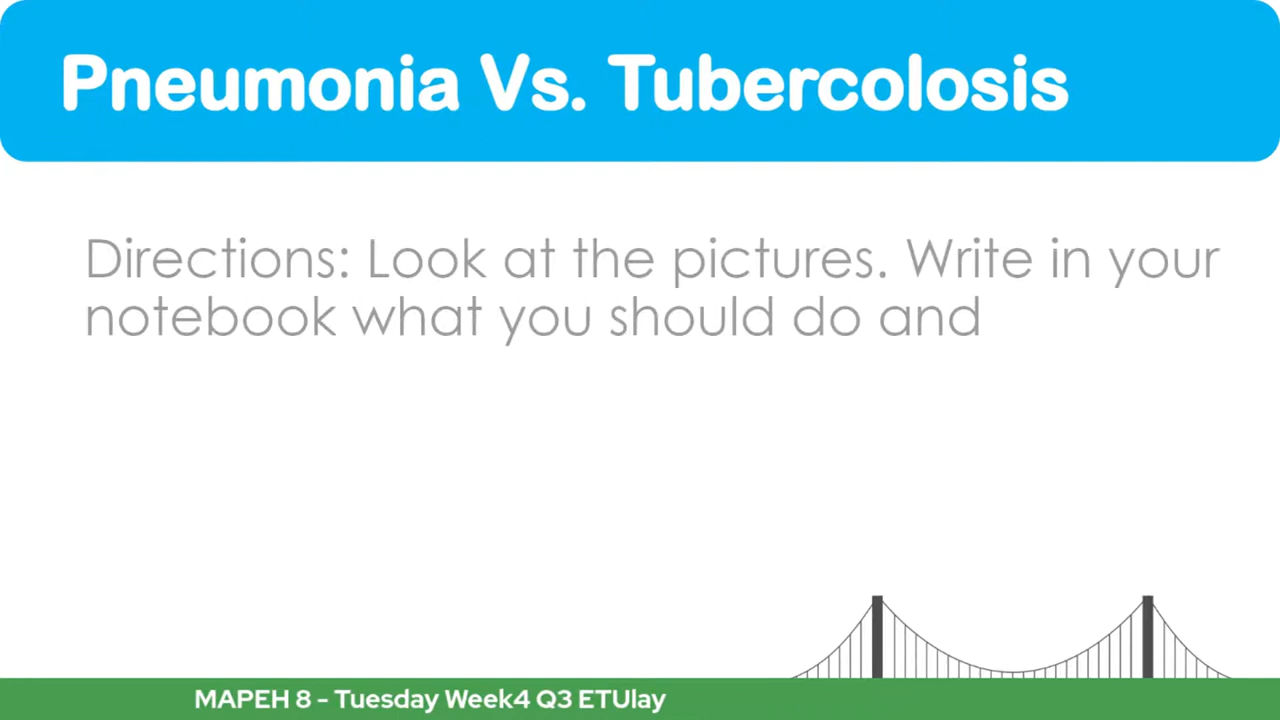 Pneumonia Vs. Tubercolosis
Directions: Look at the pictures. Write in your
notebook what you should do and
MAPEH 8 - Tuesday Week4 Q3 ETUlay